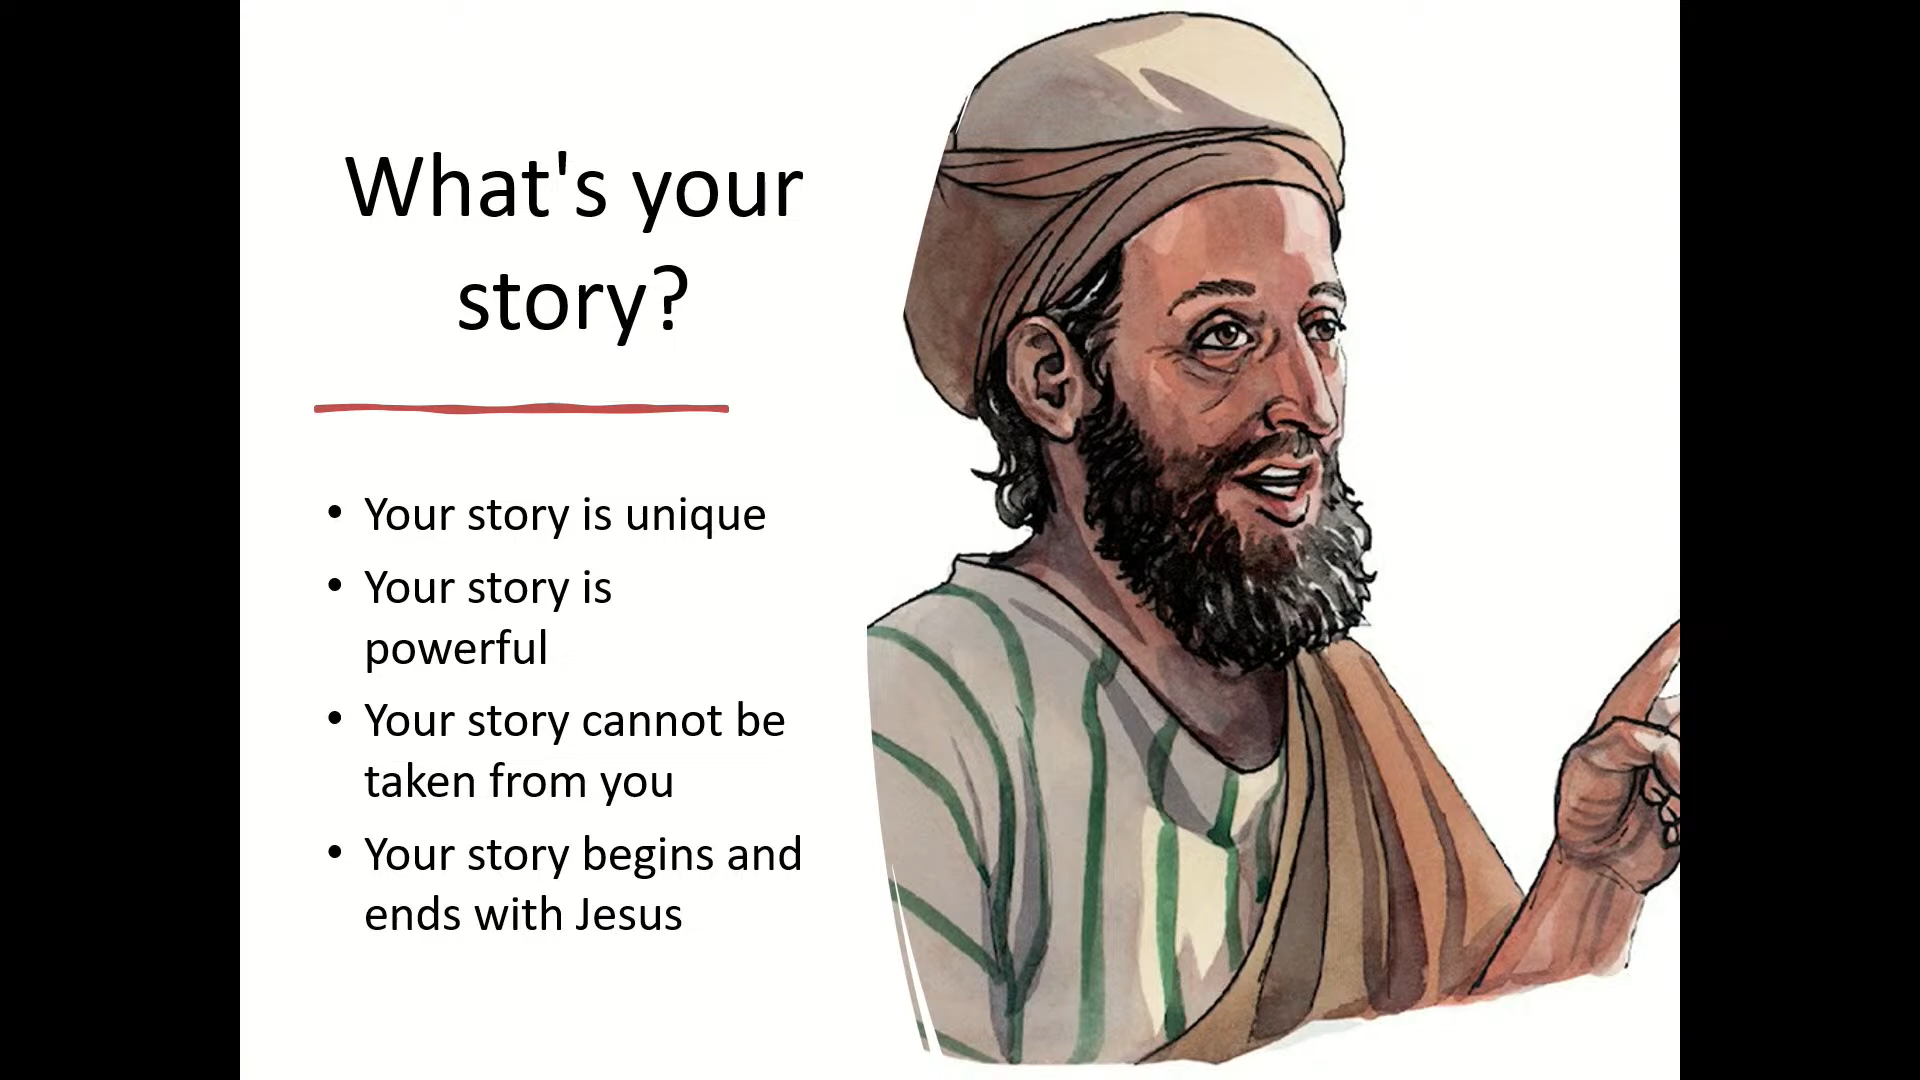 What's your
story?
• Your story is unique
• Your story is
powerful
• Your story cannot be
taken from you
• Your story begins and
ends with Jesus